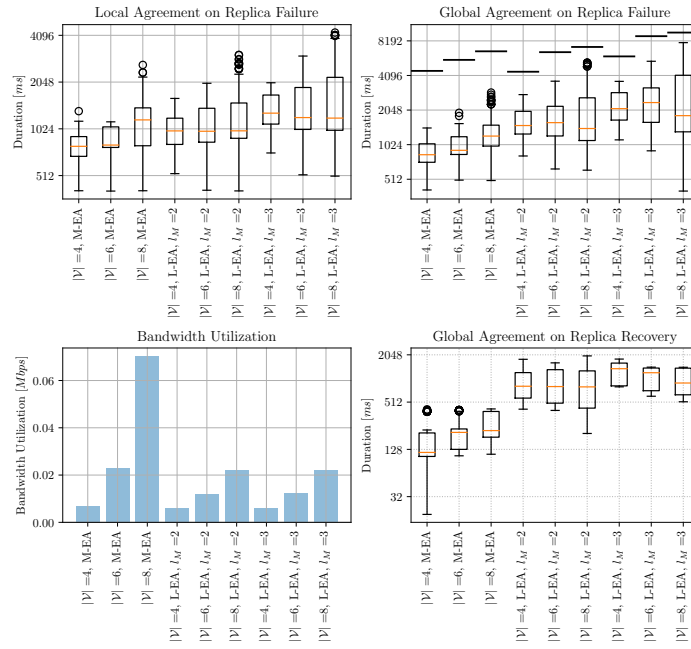 Local Agreement on Replica Failure
Duration [ms]
4096
2048
1024
512
|V| =4, M-EA
|V| =6, M-EA
|V| =8, M-EA
|V| =4, L-EA, l_M =2
|V| =6, L-EA, l_M =2
|V| =8, L-EA, l_M =2
|V| =4, L-EA, l_M =3
|V| =6, L-EA, l_M =3
|V| =8, L-EA, l_M =3
Global Agreement on Replica Failure
Duration [ms]
8192
4096
2048
1024
512
|V| =4, M-EA
|V| =6, M-EA
|V| =8, M-EA
|V| =4, L-EA, l_M =2
|V| =6, L-EA, l_M =2
|V| =8, L-EA, l_M =2
|V| =4, L-EA, l_M =3
|V| =6, L-EA, l_M =3
|V| =8, L-EA, l_M =3
Bandwidth Utilization
Bandwidth Utilization [Mbps]
0.06
0.04
0.02
0.00
|V| =4, M-EA
|V| =6, M-EA
|V| =8, M-EA
|V| =4, L-EA, l_M =2
|V| =6, L-EA, l_M =2
|V| =8, L-EA, l_M =2
|V| =4, L-EA, l_M =3
|V| =6, L-EA, l_M =3
|V| =8, L-EA, l_M =3
Global Agreement on Replica Recovery
Duration [ms]
2048
512
128
32
|V| =4, M-EA
|V| =6, M-EA
|V| =8, M-EA
|V| =4, L-EA, l_M =2
|V| =6, L-EA, l_M =2
|V| =8, L-EA, l_M =2
|V| =4, L-EA, l_M =3
|V| =6, L-EA, l_M =3
|V| =8, L-EA, l_M =3